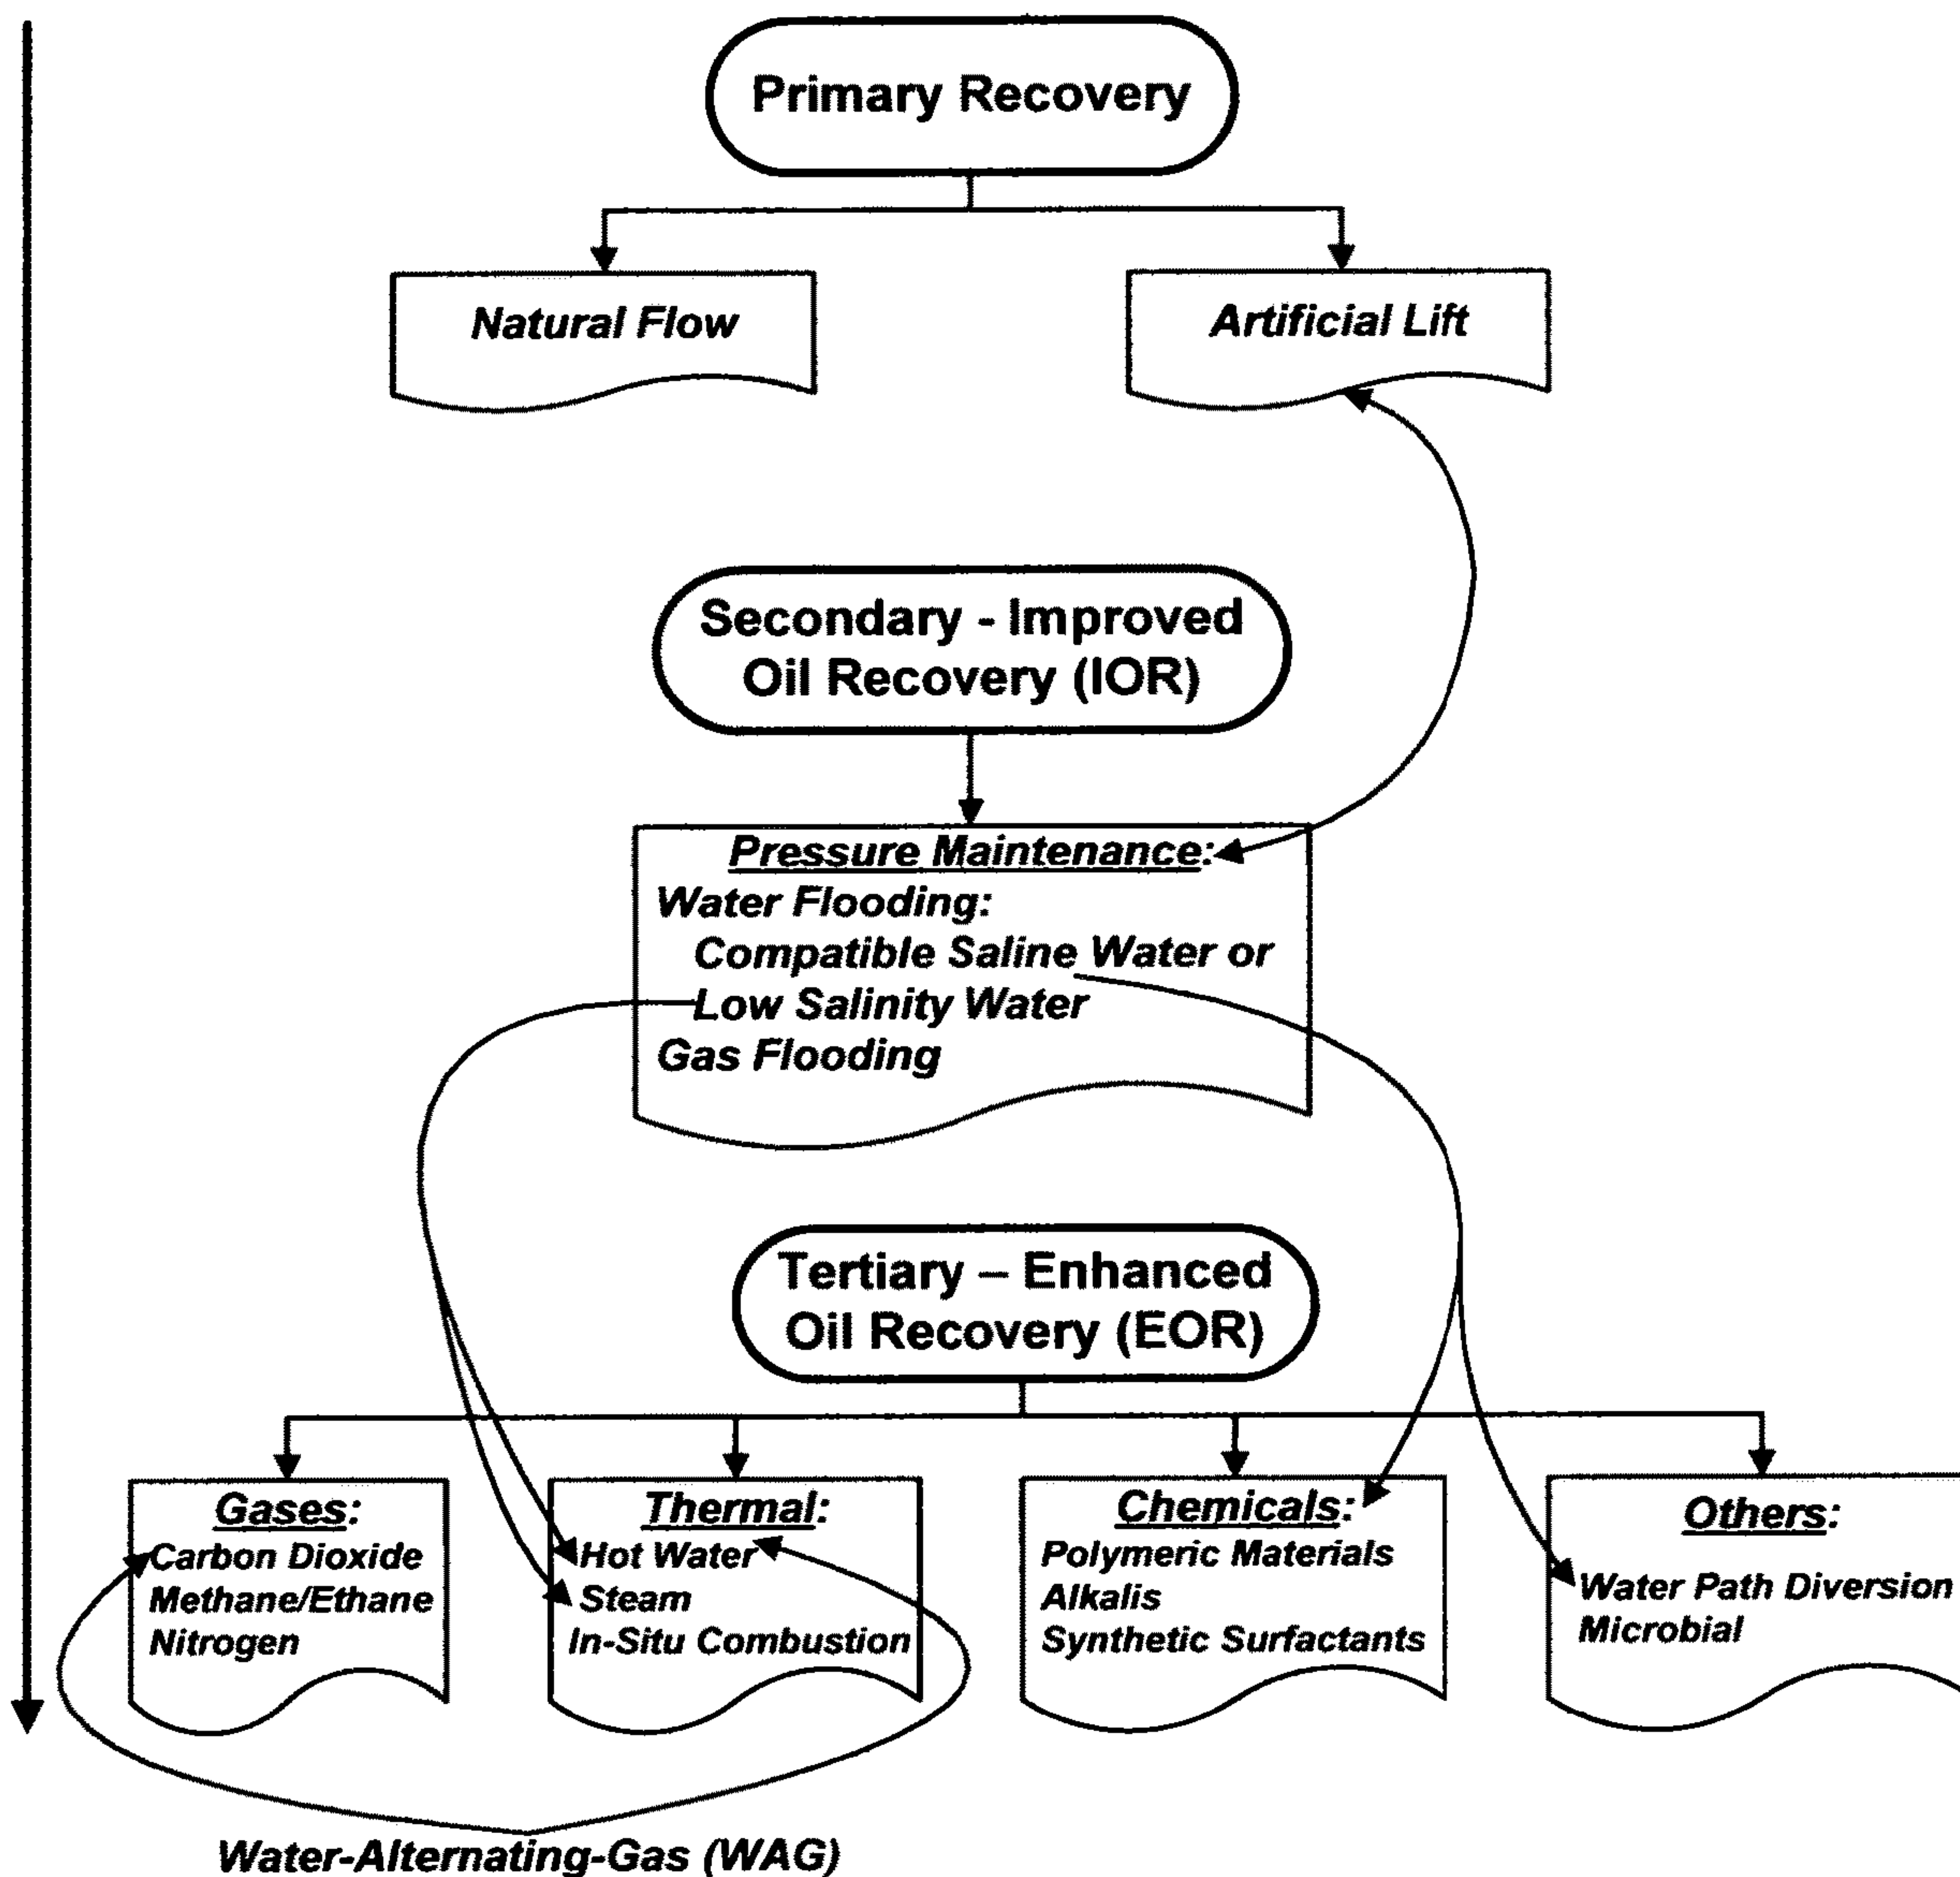 Primary Recovery
Natural Flow
Artificial Lift
Secondary - Improved
Oil Recovery (IOR)
Pressure Maintenance:
Water Flooding:
Compatible Saline Water or
Low Salinity Water
Gas Flooding
Tertiary – Enhanced
Oil Recovery (EOR)
Gases:
Carbon Dioxide
Methane/Ethane
Nitrogen
Thermal:
Hot Water
Steam
In-Situ Combustion
Chemicals:
Polymeric Materials
Alkalis
Synthetic Surfactants
Others:
Water Path Diversion
Microbial
Water-Alternating-Gas (WAG)